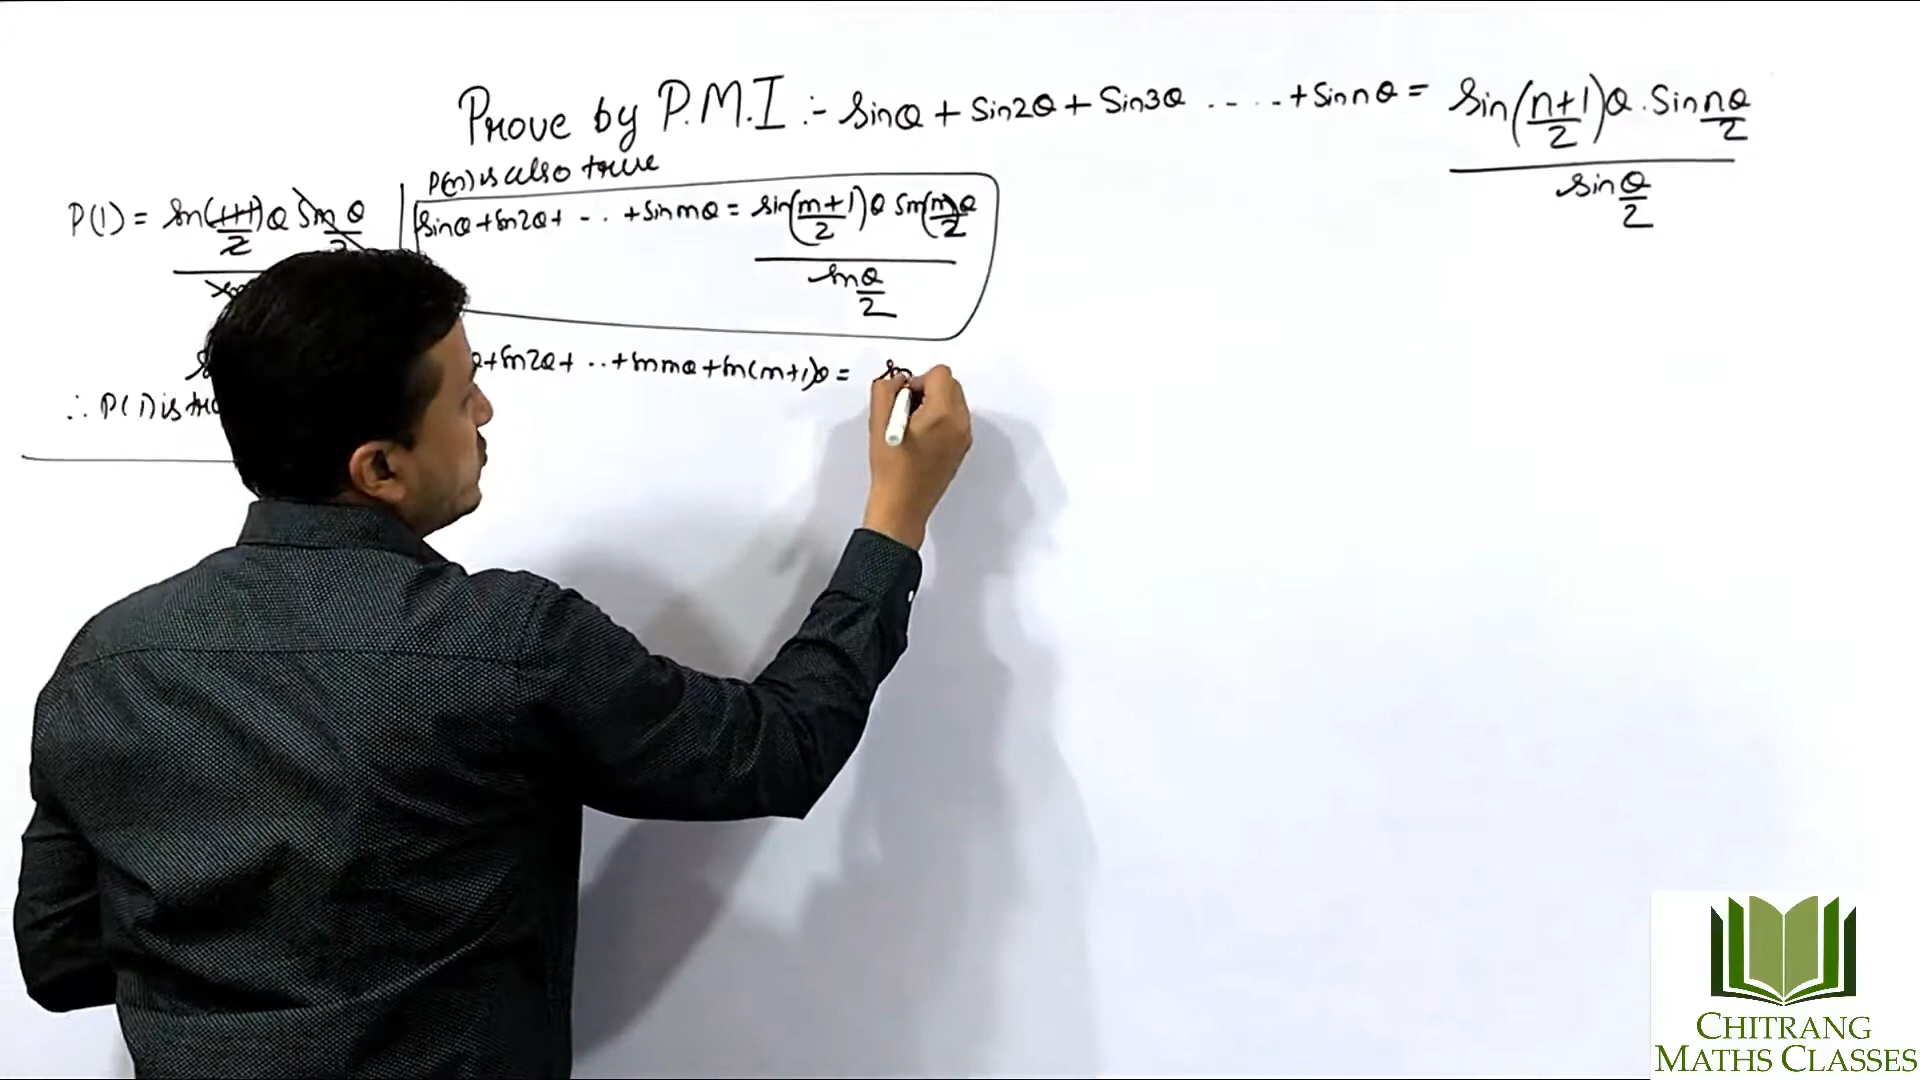 Prove by P.M.I :- sinθ + sin2θ + sin3θ ..... + sin nθ = sin(n+1/2)θ . sin nθ/2 / sin θ/2
P(1) = sin(1+1/2)θ sin θ/2
∴ P(1) is
P(m) is also true
sinθ + sin2θ + ... + sin mθ = sin(m+1/2)θ sin(m)θ/2 / sin θ/2
+ sin2θ + .. + sin mθ + sin(m+1)θ = sin
CHITRANG
MATHS CLASSES